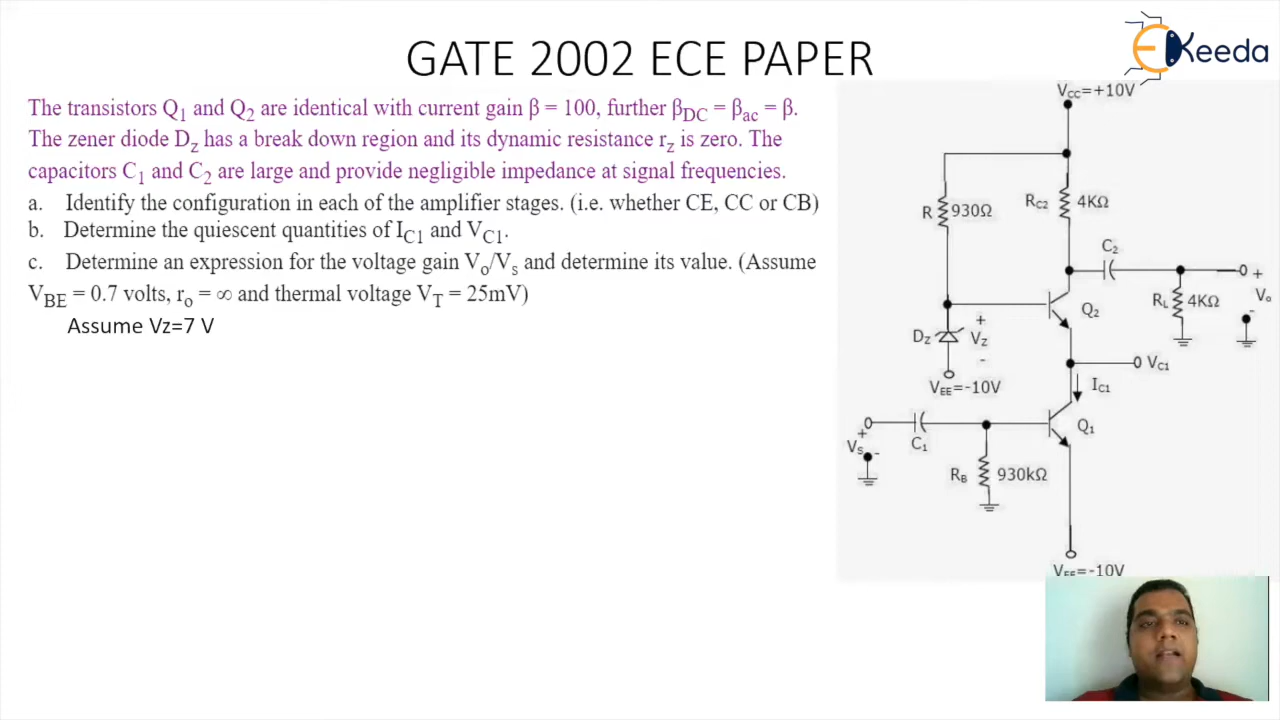 GATE 2002 ECE PAPER
EKeeda
The transistors Q1 and Q2 are identical with current gain β = 100, further βDC = βac = β.
The zener diode Dz has a break down region and its dynamic resistance rz is zero. The
capacitors C1 and C2 are large and provide negligible impedance at signal frequencies.
a. Identify the configuration in each of the amplifier stages. (i.e. whether CE, CC or CB)
b. Determine the quiescent quantities of IC1 and VC1.
c. Determine an expression for the voltage gain Vo/Vs and determine its value. (Assume
VBE = 0.7 volts, ro = ∞ and thermal voltage VT = 25mV)
Assume Vz=7 V
VCC=+10V
R 930Ω
RC2 4KΩ
C2
+
RL 4KΩ
Vo
-
Q2
DZ
+
VZ
-
VC1
VEE=-10V
IC1
Q1
+
VS
-
C1
RB 930kΩ
VEE=-10V